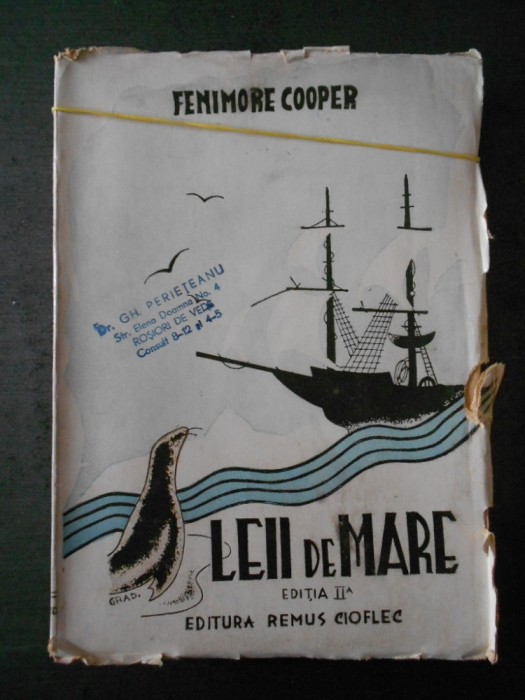 FENIMORE COOPER
Dr. GH. PERIEȚEANU
Str. Elena Doamna No. 4
ROȘIORI DE VEDE
Consult 8-12 și 4-5
LEII DE MARE
GRAD.
EDIȚIA IIA
EDITURA REMUS CIOFLEC